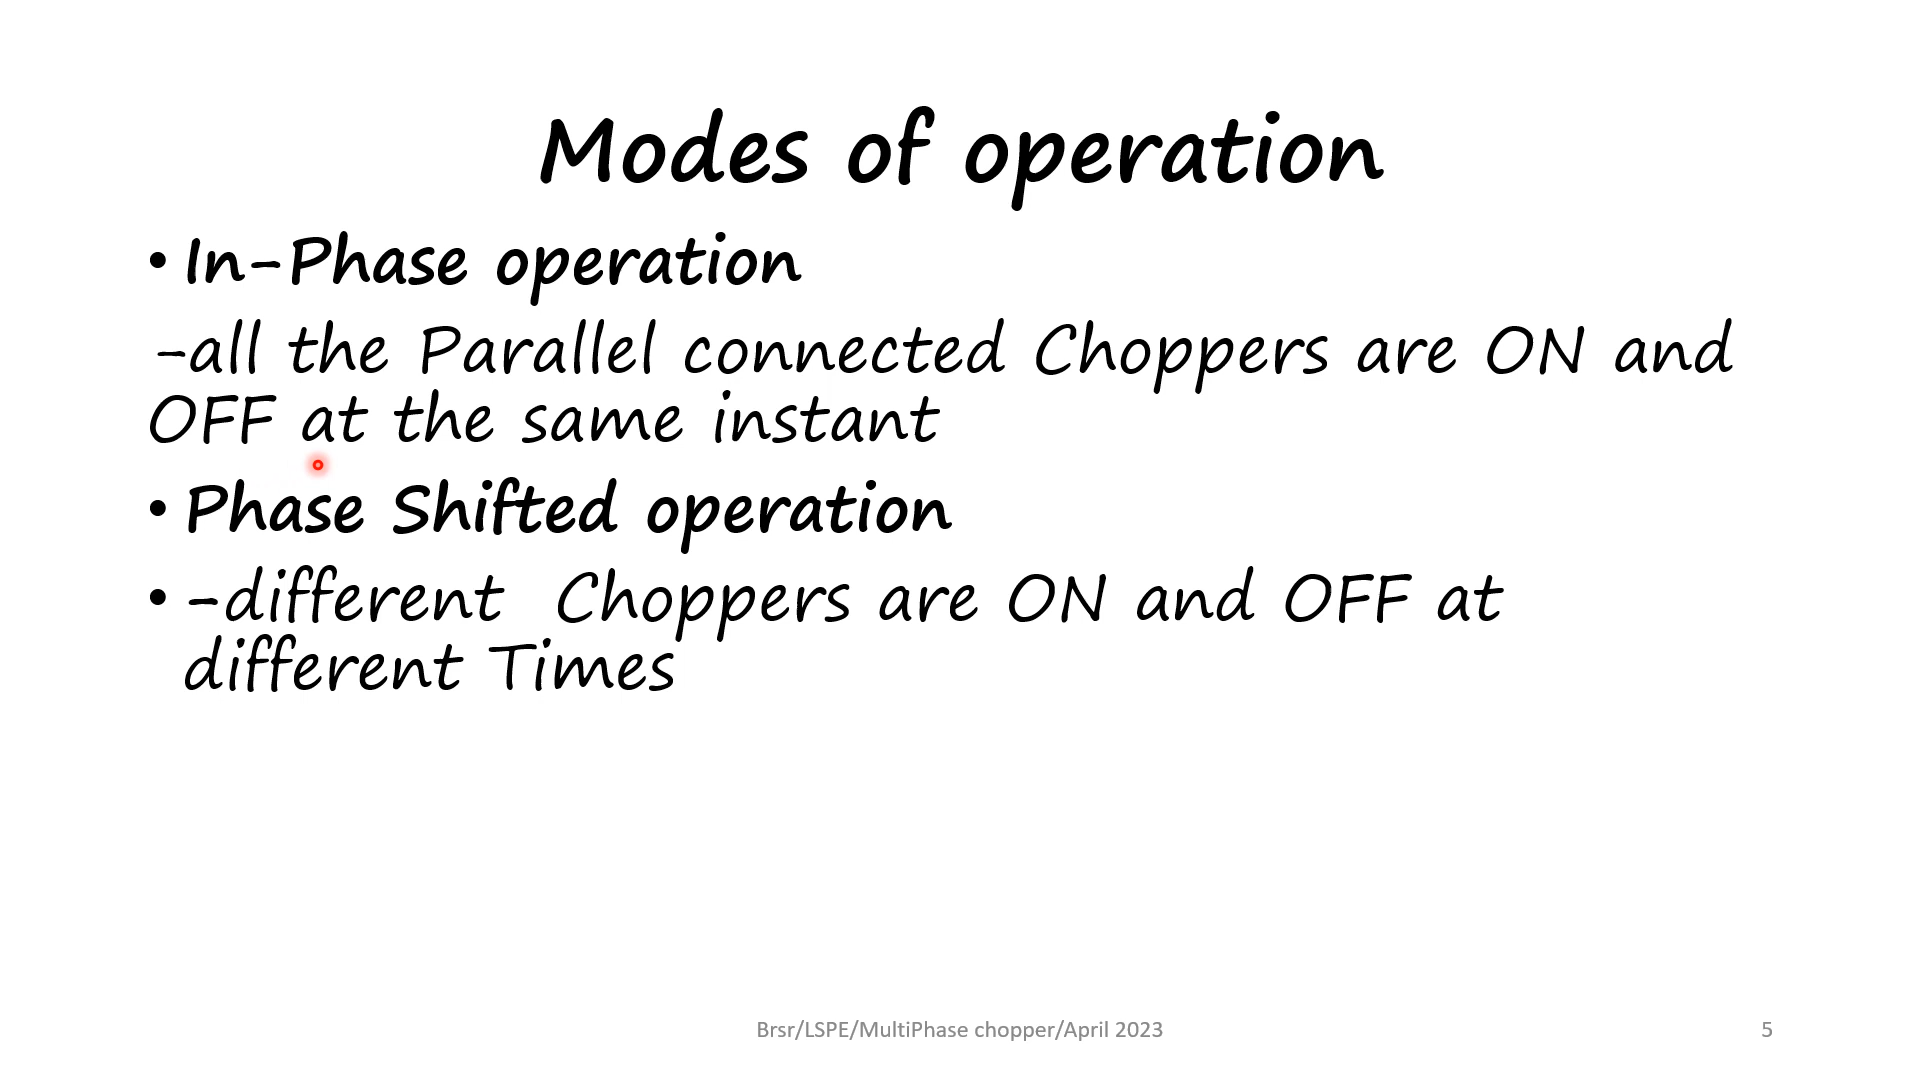 Modes of operation
• In-Phase operation
-all the Parallel connected Choppers are ON and
OFF at the same instant
• Phase Shifted operation
• -different  Choppers are ON and OFF at
different Times
Brsr/LSPE/MultiPhase chopper/April 2023
5